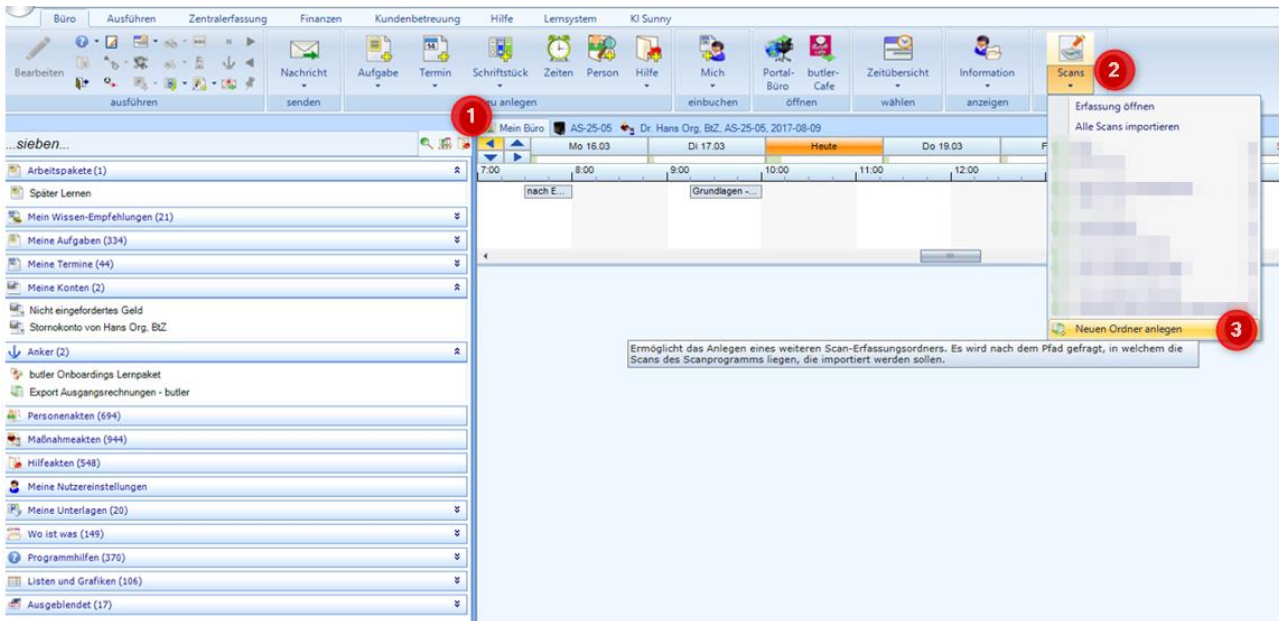 Büro Ausführen Zentralerfassung Finanzen Kundenbetreuung Hilfe Lernsystem KI Sunny
Bearbeiten Nachricht Aufgabe Termin Schriftstück Zeiten Person Hilfe Mich Portal-Büro butler-Cafe Zeitübersicht Information Scans 2
ausführen senden neu anlegen einbuchen öffnen wählen anzeigen
1
Erfassung öffnen
Alle Scans importieren
Neuen Ordner anlegen 3
Mein Büro AS-25-05 Dr. Hans Org, BtZ, AS-25-05, 2017-08-09
...sieben...
Mo 16.03 Di 17.03 Heute Do 19.03 F
7:00 8:00 9:00 10:00 11:00 12:00
nach E... Grundlagen -...
Arbeitspakete (1)
Später Lernen
Mein Wissen-Empfehlungen (21)
Meine Aufgaben (334)
Meine Termine (44)
Meine Konten (2)
Nicht eingefordertes Geld
Stornokonto von Hans Org, BtZ
Anker (2)
butler Onboardings Lernpaket
Export Ausgangsrechnungen - butler
Personenakten (694)
Maßnahmeakten (944)
Hilfeakten (548)
Meine Nutzereinstellungen
Meine Unterlagen (20)
Wo ist was (149)
Programmhilfen (370)
Listen und Grafiken (106)
Ausgeblendet (17)
Ermöglicht das Anlegen eines weiteren Scan-Erfassungsordners. Es wird nach dem Pfad gefragt, in welchem die
Scans des Scanprogramms liegen, die importiert werden sollen.